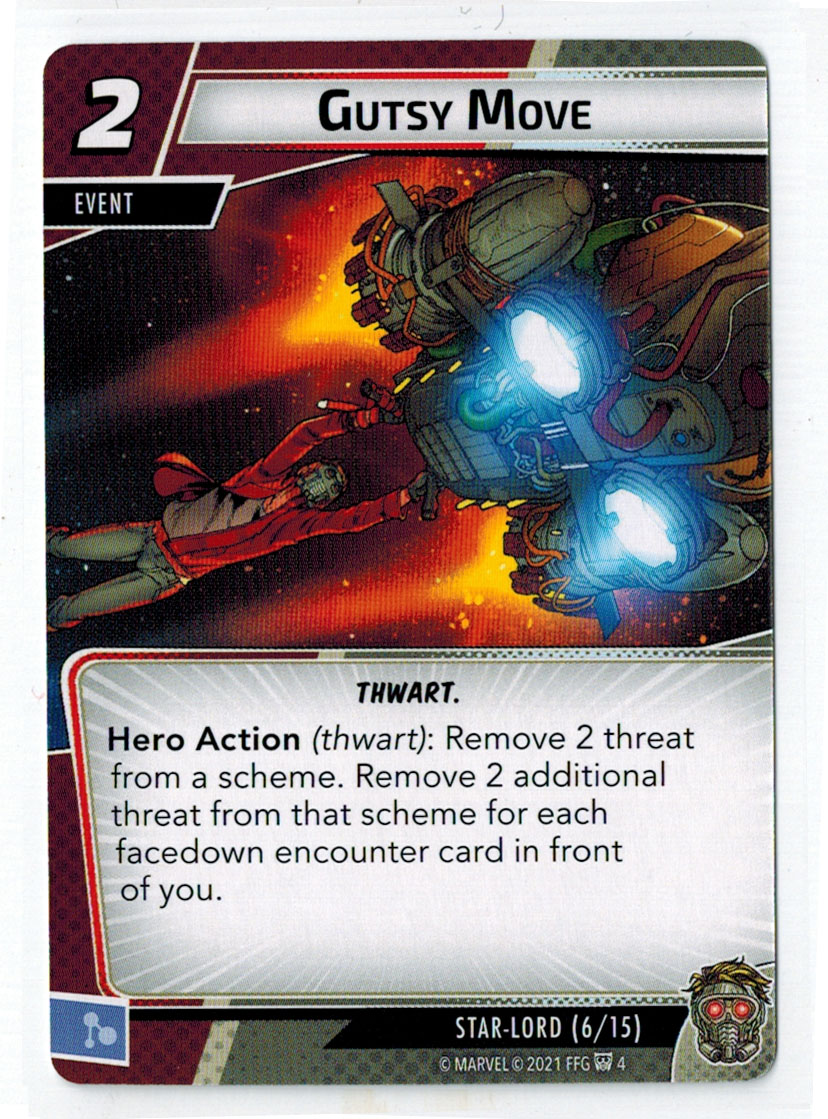 2
GUTSY MOVE
EVENT
THWART.
Hero Action (thwart): Remove 2 threat
from a scheme. Remove 2 additional
threat from that scheme for each
facedown encounter card in front
of you.
STAR-LORD (6/15)
© MARVEL © 2021 FFG 4